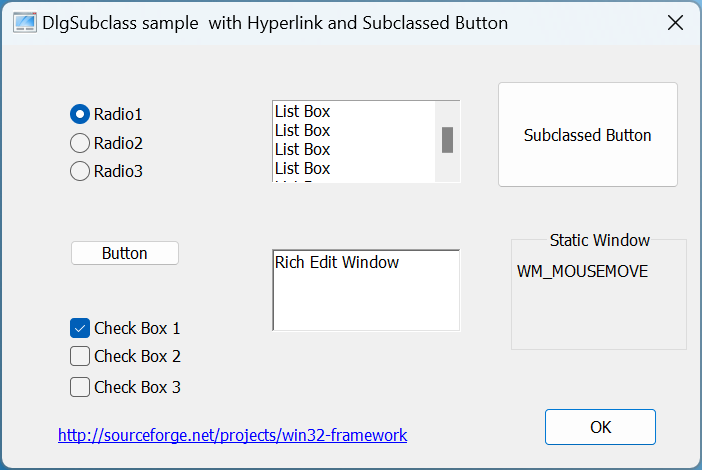 DlgSubclass sample  with Hyperlink and Subclassed Button
Radio1
Radio2
Radio3
List Box
List Box
List Box
List Box
Subclassed Button
Button
Rich Edit Window
Static Window
WM_MOUSEMOVE
Check Box 1
Check Box 2
Check Box 3
http://sourceforge.net/projects/win32-framework
OK